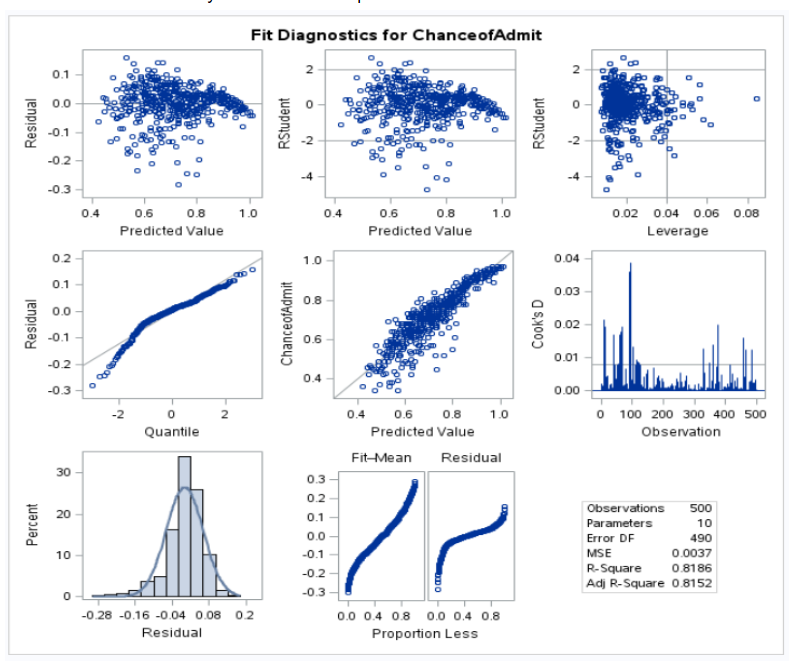 Fit Diagnostics for ChanceofAdmit
Residual
0.1
0.0
-0.1
-0.2
-0.3
0.4 0.6 0.8 1.0
Predicted Value
RStudent
2
0
-2
-4
0.4 0.6 0.8 1.0
Predicted Value
RStudent
2
0
-2
-4
0.02 0.04 0.06 0.08
Leverage
Residual
0.2
0.1
0.0
-0.1
-0.2
-0.3
-2 0 2
Quantile
ChanceofAdmit
1.0
0.8
0.6
0.4
0.4 0.6 0.8 1.0
Predicted Value
Cook's D
0.04
0.03
0.02
0.01
0.00
0 100 200 300 400 500
Observation
Percent
30
20
10
0
-0.28 -0.16 -0.04 0.08 0.2
Residual
Fit–Mean Residual
0.3
0.2
0.1
0.0
-0.1
-0.2
-0.3
0.0 0.4 0.8 0.0 0.4 0.8
Proportion Less
Observations 500
Parameters 10
Error DF 490
MSE 0.0037
R-Square 0.8186
Adj R-Square 0.8152